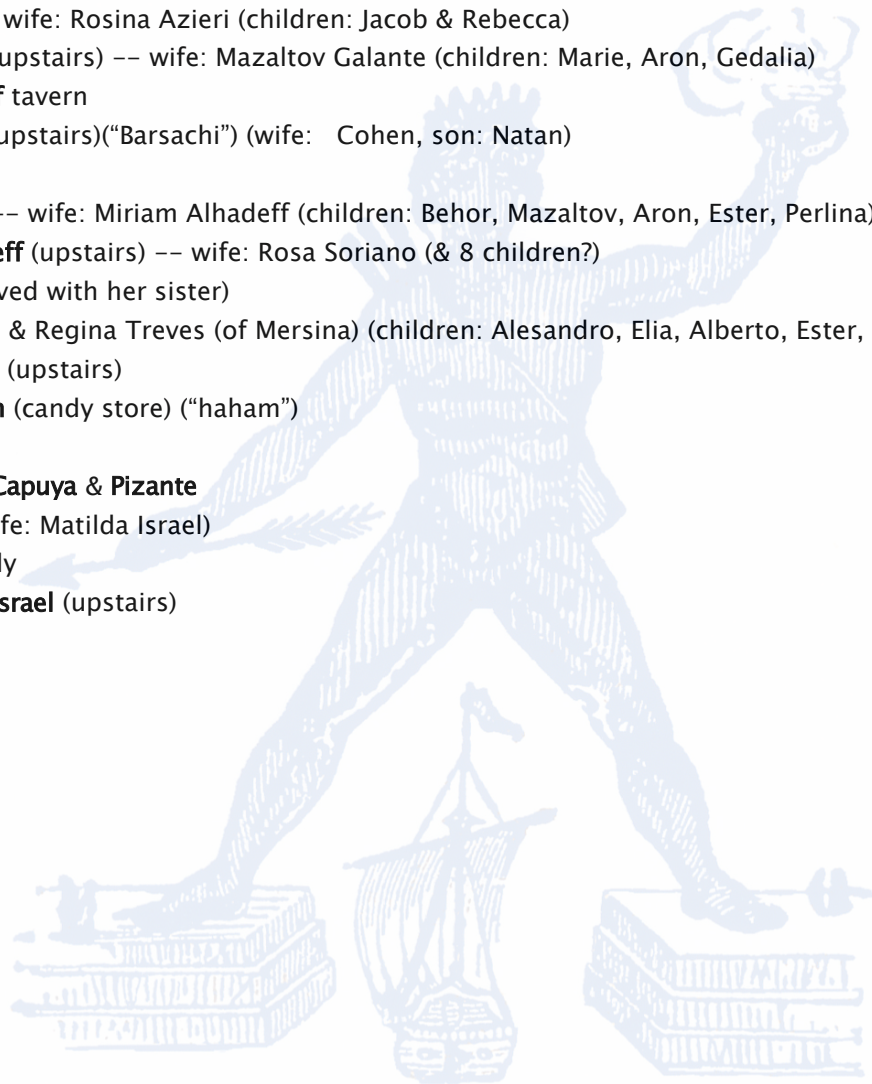 wife: Rosina Azieri (children: Jacob & Rebecca)
upstairs) -- wife: Mazaltov Galante (children: Marie, Aron, Gedalia)
f tavern
upstairs)(“Barsachi”) (wife: Cohen, son: Natan)
-- wife: Miriam Alhadeff (children: Behor, Mazaltov, Aron, Ester, Perlina)
eff (upstairs) -- wife: Rosa Soriano (& 8 children?)
ved with her sister)
& Regina Treves (of Mersina) (children: Alesandro, Elia, Alberto, Ester,
(upstairs)
(candy store) (“haham”)
Capuya & Pizante
fe: Matilda Israel)
ly
srael (upstairs)